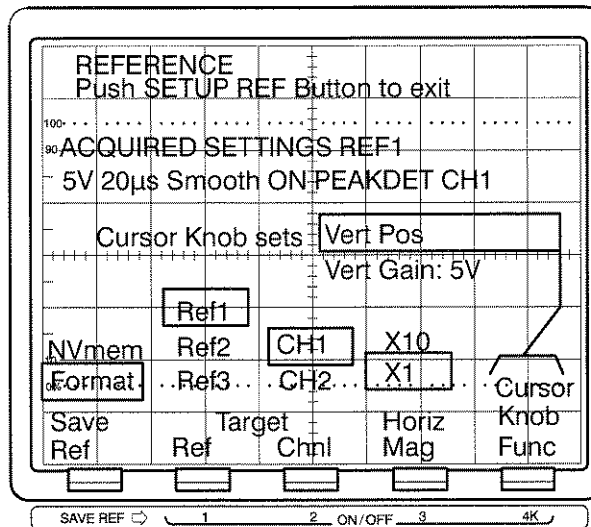 REFERENCE
Push SETUP REF Button to exit
100
90 ACQUIRED SETTINGS REF1
5V 20µs Smooth ON PEAKDET CH1
Cursor Knob sets Vert Pos
Vert Gain: 5V
Ref1
NVmem Ref2 CH1 X10
Format Ref3 CH2 X1 Cursor
Save Target Horiz Knob
Ref Ref Chnl Mag Func
SAVE REF ⇨ 1 2 ON/OFF 3 4K